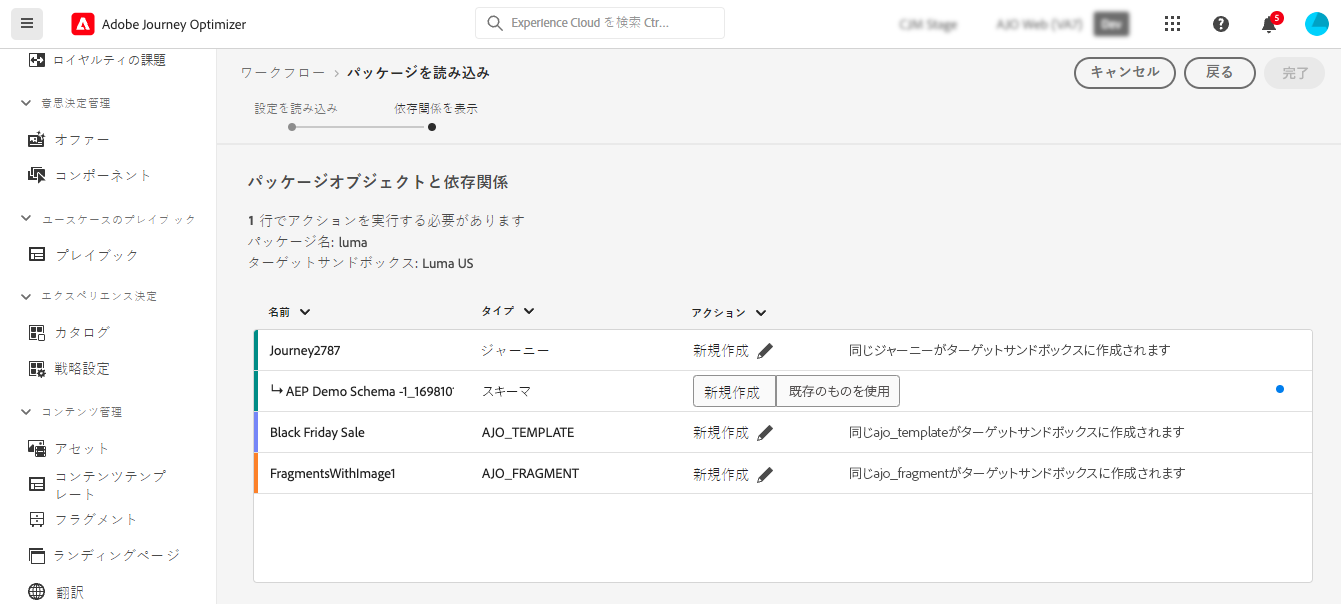 Adobe Journey Optimizer
Experience Cloud を検索 Ctr...
5
ロイヤルティの課題
意思決定管理
オファー
コンポーネント
ユースケースのプレイブック
プレイブック
エクスペリエンス決定
カタログ
戦略設定
コンテンツ管理
アセット
コンテンツテンプ
レート
フラグメント
ランディングページ
翻訳
ワークフロー › パッケージを読み込み
キャンセル 戻る 完了
設定を読み込み 依存関係を表示
パッケージオブジェクトと依存関係
1 行でアクションを実行する必要があります
パッケージ名: luma
ターゲットサンドボックス: Luma US
名前 タイプ アクション
Journey2787 ジャーニー 新規作成 同じジャーニーがターゲットサンドボックスに作成されます
AEP Demo Schema -1_169810 スキーマ 新規作成 既存のものを使用
Black Friday Sale AJO_TEMPLATE 新規作成 同じajo_templateがターゲットサンドボックスに作成されます
FragmentsWithImage1 AJO_FRAGMENT 新規作成 同じajo_fragmentがターゲットサンドボックスに作成されます